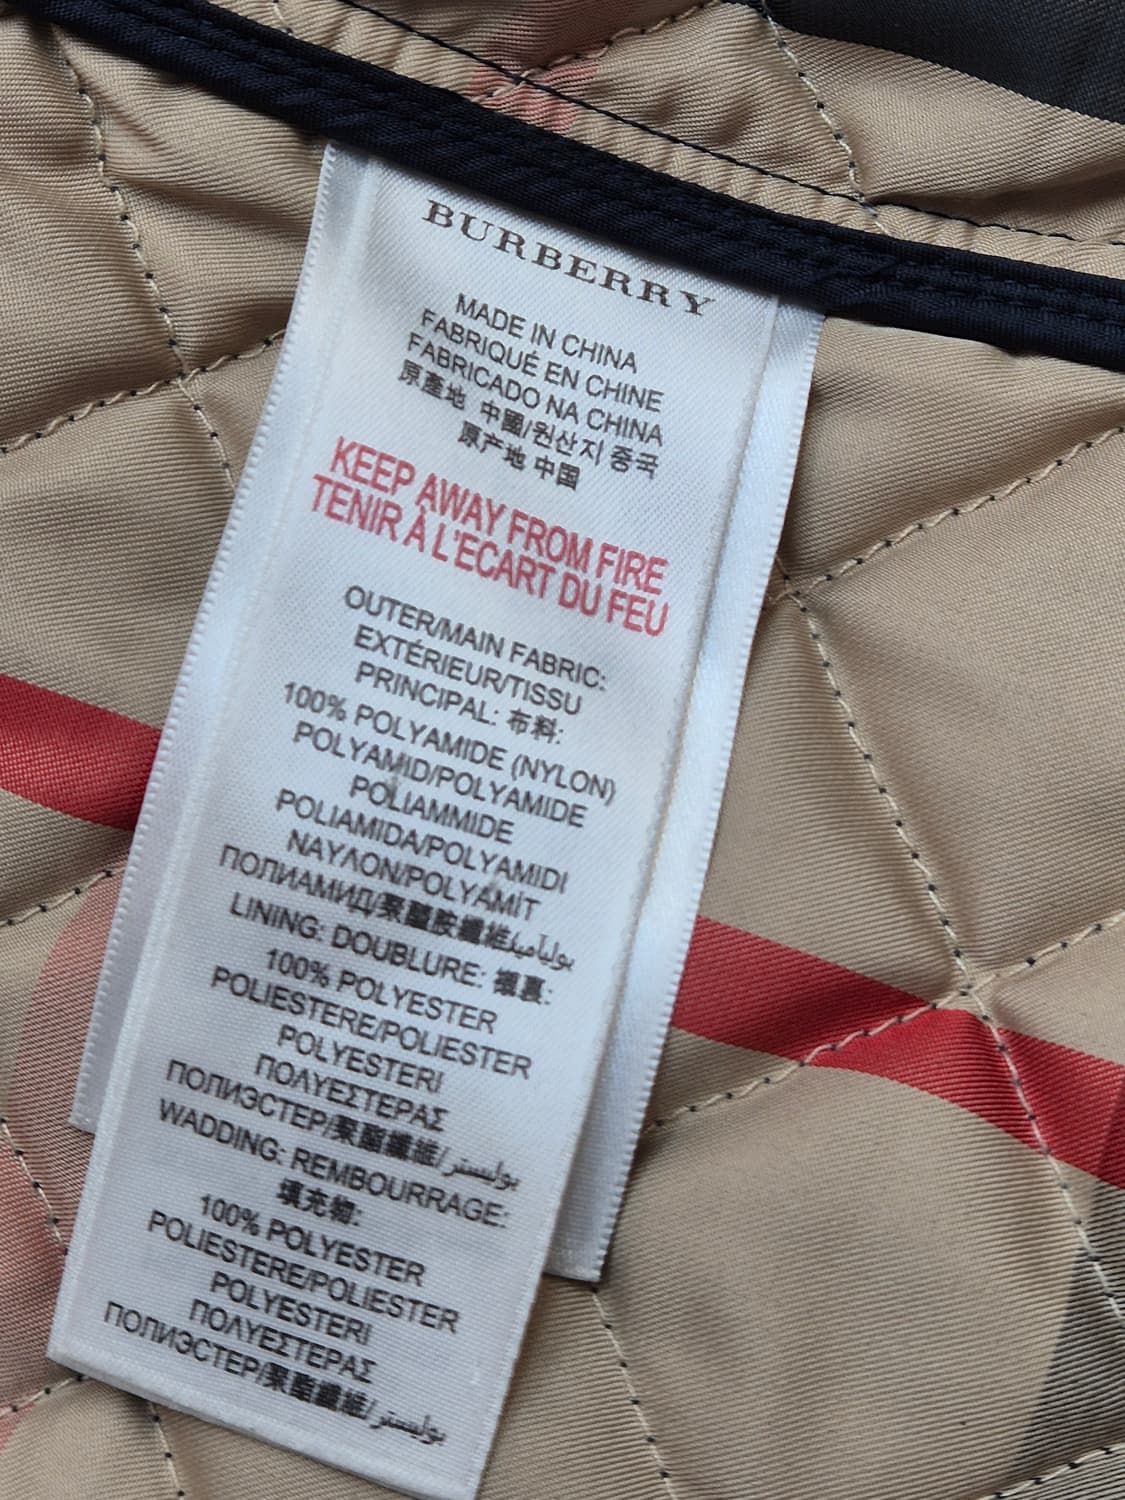 BURBERRY
MADE IN CHINA
FABRIQUÉ EN CHINE
FABRICADO NA CHINA
原產地 中國/원산지 중국
原产地 中国
KEEP AWAY FROM FIRE
TENIR À L'ECART DU FEU
OUTER/MAIN FABRIC:
EXTÉRIEUR/TISSU
PRINCIPAL: 布料:
100% POLYAMIDE (NYLON)
POLYAMID/POLYAMIDE
POLIAMMIDE
POLIAMIDA/POLYAMIDI
ΝΑΥΛΟΝ/POLYAMİT
ПОЛИАМИД/聚醯胺纖維/بولیآمید
LINING: DOUBLURE: 襯裏:
100% POLYESTER
POLIESTERE/POLIESTER
POLYESTERI
ΠΟΛΥΕΣΤΕΡΑΣ
ПОЛИЭСТЕР/聚酯纖維/بوليستر
WADDING: REMBOURRAGE:
填充物:
100% POLYESTER
POLIESTERE/POLIESTER
POLYESTERI
ΠΟΛΥΕΣΤΕΡΑΣ
ПОЛИЭСТЕР/聚酯纖維/بوليستر